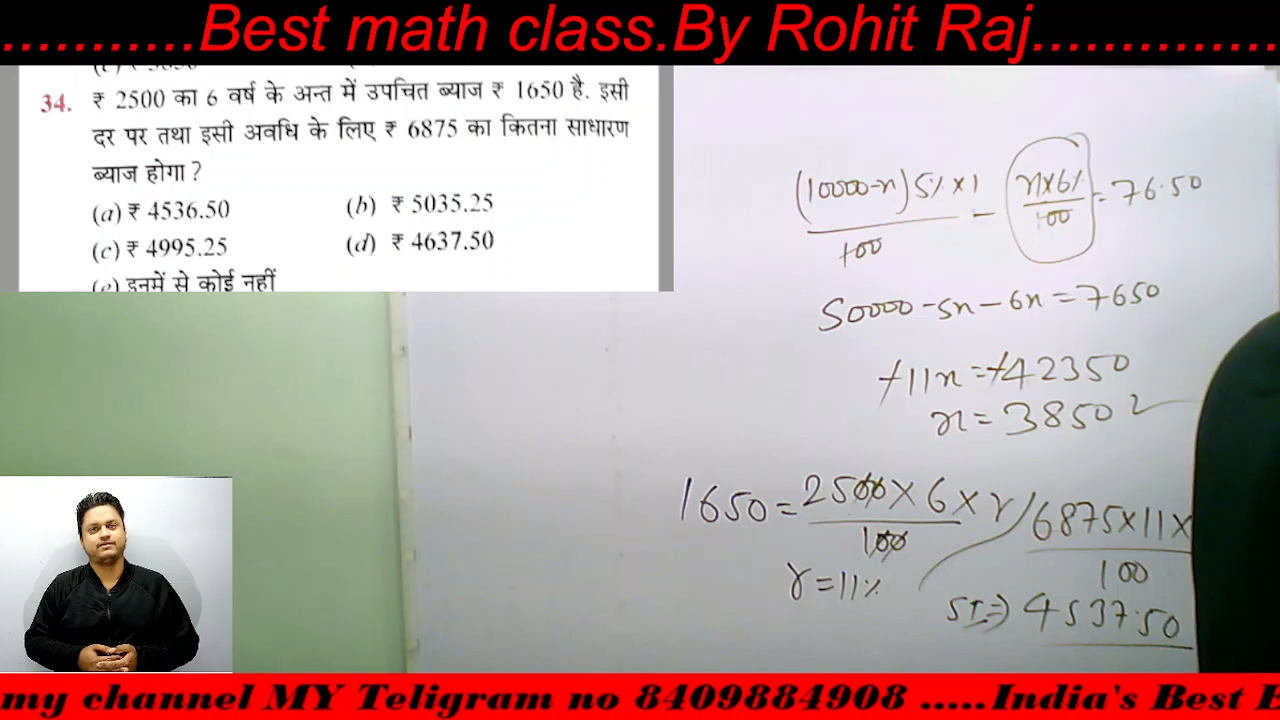 ...........Best math class.By Rohit Raj..............
34. ₹ 2500 का 6 वर्ष के अन्त में उपचित ब्याज ₹ 1650 है. इसी
दर पर तथा इसी अवधि के लिए ₹ 6875 का कितना साधारण
ब्याज होगा ?
(a) ₹ 4536.50 (b) ₹ 5035.25
(c) ₹ 4995.25 (d) ₹ 4637.50
(e) इनमें से कोई नहीं
(10000-x)5%×1 / 100 - x×6% / 100 = 76.50
50000-5x-6x=7650
+11x=+42350
x=3850
1650=2500×6×r / 100
r=11%
6875×11× / 100
SI=) 4537.50
my channel MY Teligram no 8409884908 .....India's Best E